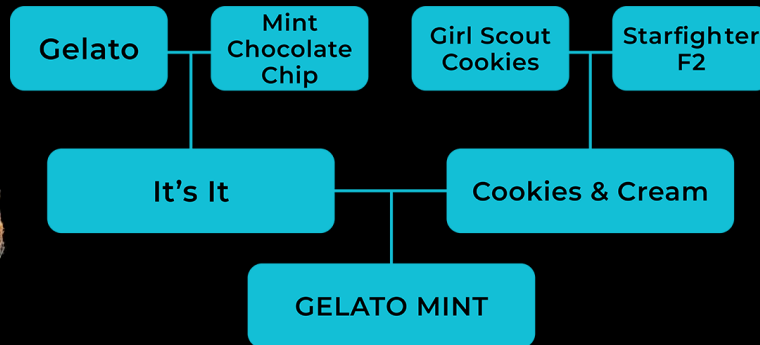 Gelato
Mint
Chocolate
Chip
Girl Scout
Cookies
Starfighter
F2
It's It
Cookies & Cream
GELATO MINT